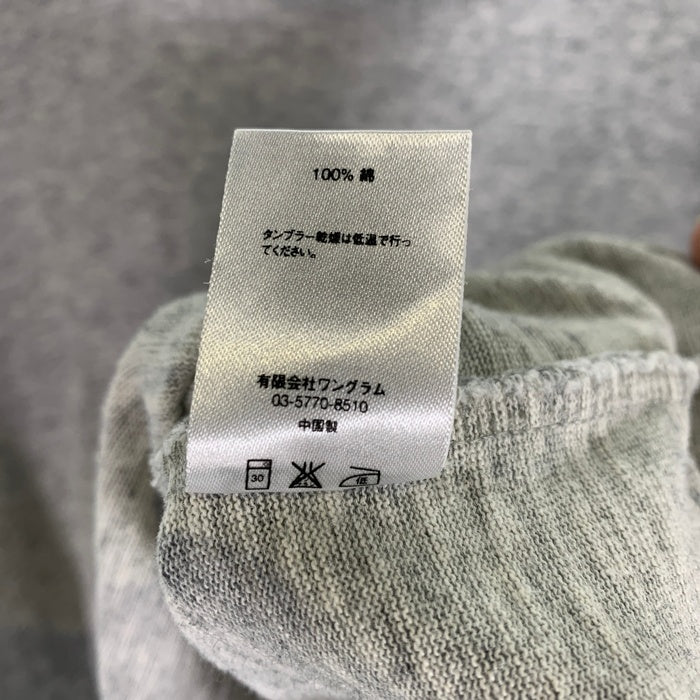 100% 綿
タンブラー乾燥は低温で行っ
てください。
有限会社ワングラム
03-5770-8510
中国製
30 低